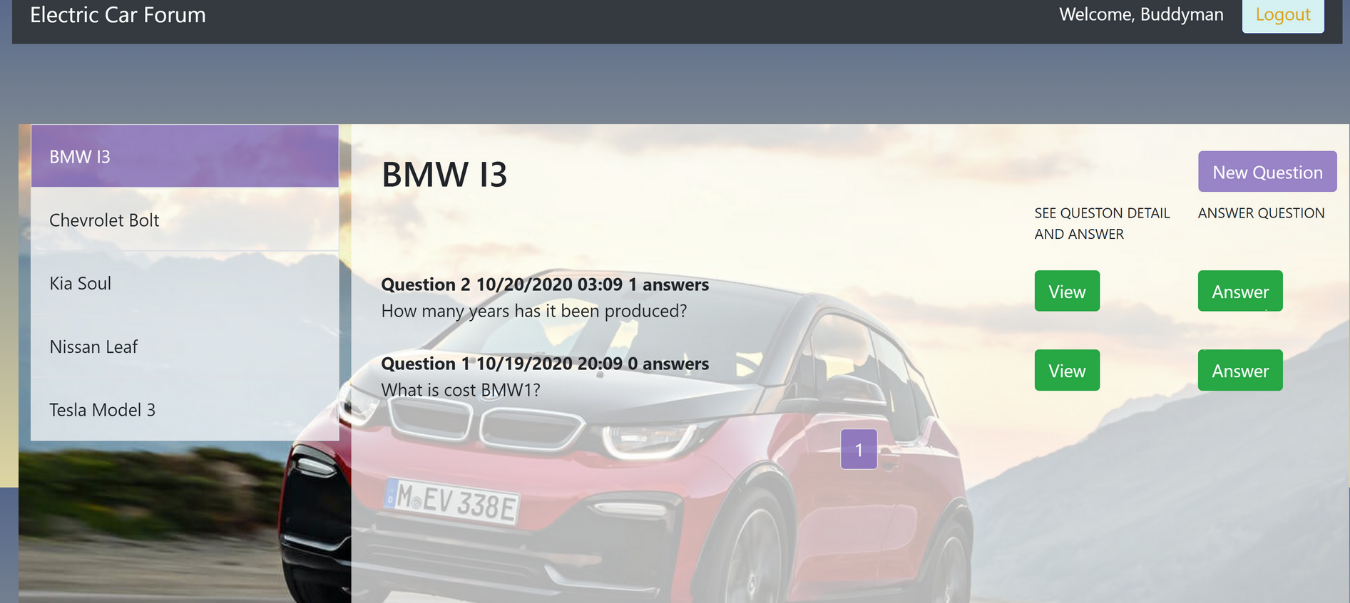 Electric Car Forum
Welcome, Buddyman
Logout
BMW I3
Chevrolet Bolt
Kia Soul
Nissan Leaf
Tesla Model 3
BMW I3
New Question
SEE QUESTON DETAIL
AND ANSWER
ANSWER QUESTION
Question 2 10/20/2020 03:09 1 answers
How many years has it been produced?
View
Answer
Question 1 10/19/2020 20:09 0 answers
What is cost BMW1?
View
Answer
1
M EV 338E